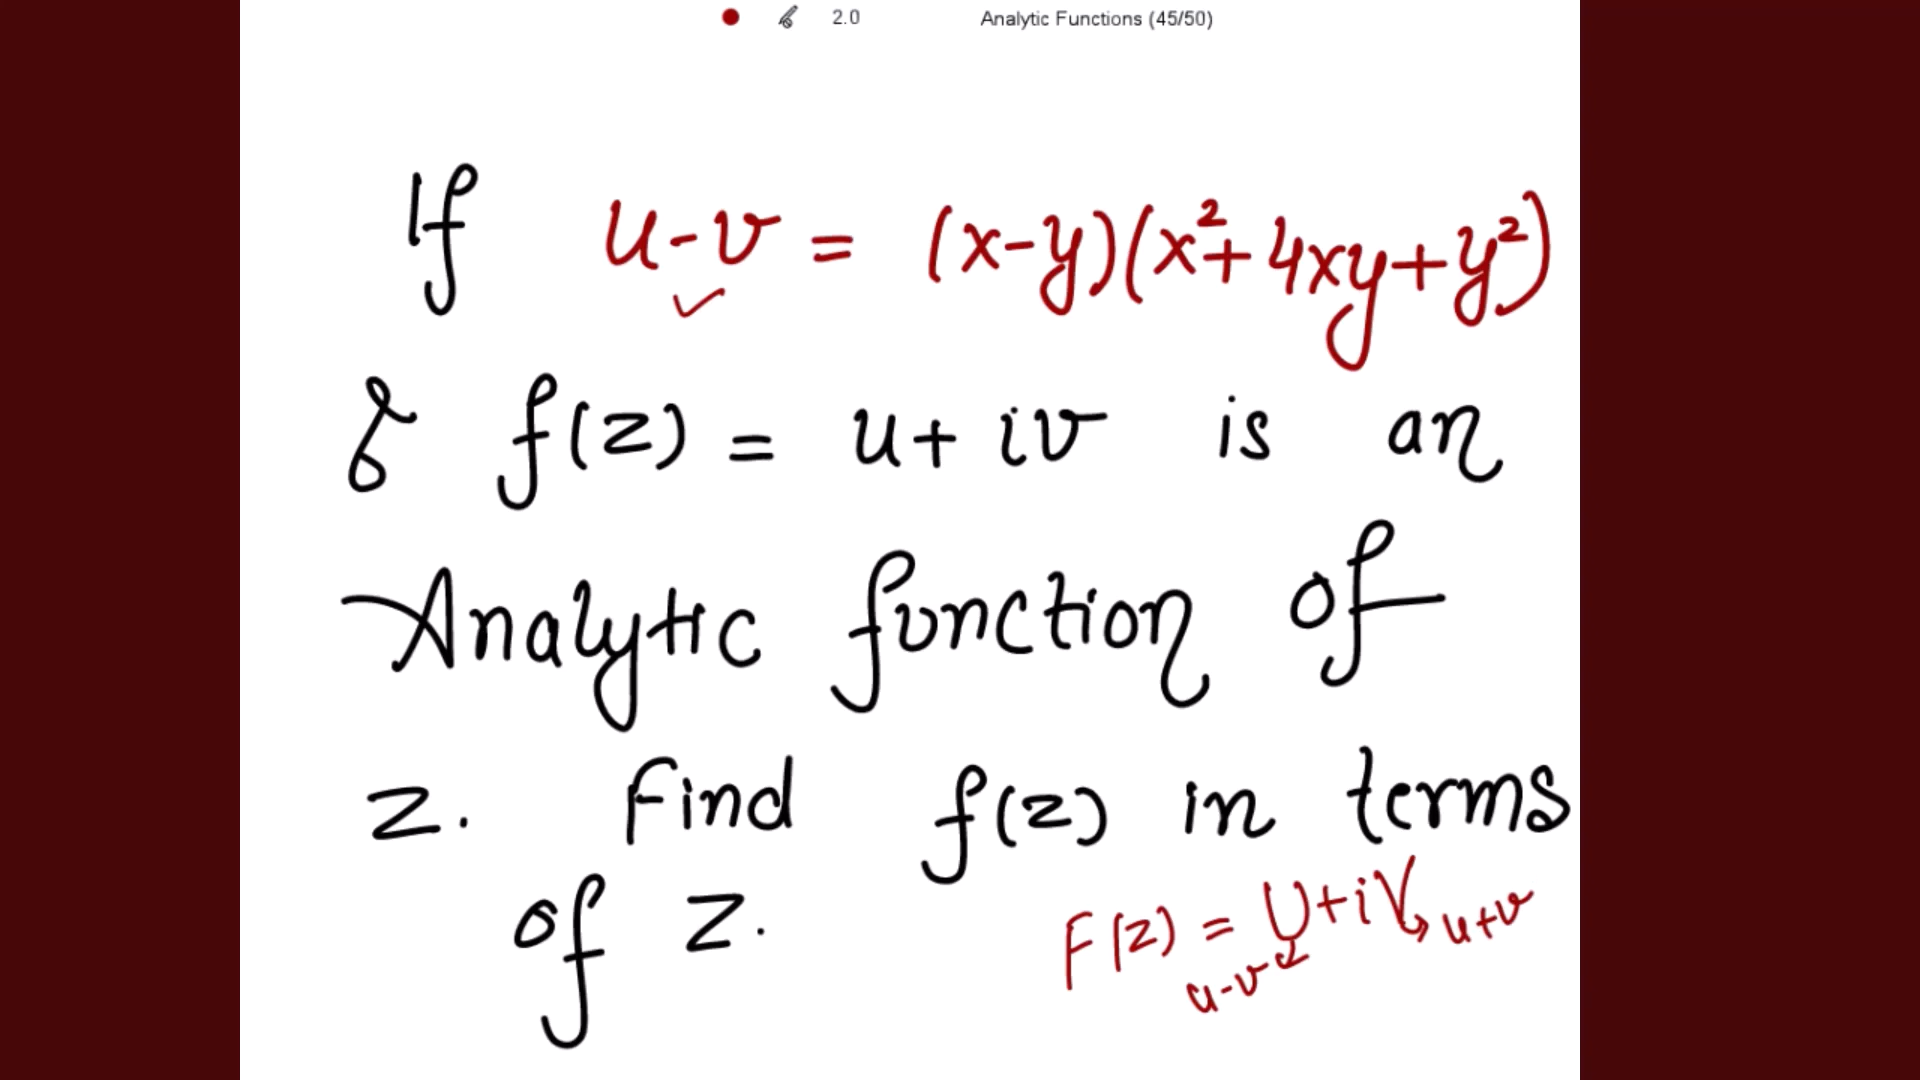 2.0 Analytic Functions (45/50)
If u-v = (x-y)(x²+4xy+y²)
& f(z) = u+iv is an
Analytic function of
z. Find f(z) in terms
of z.
F(z) = U+iV
u-v
u+v